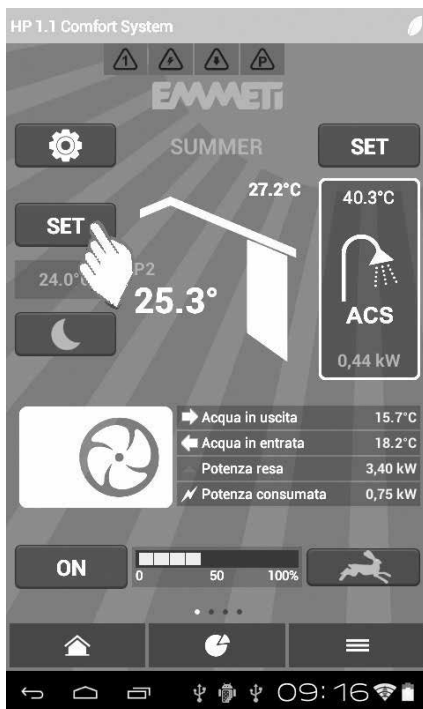 HP 1.1 Comfort System
1 P
EMMETI
SUMMER
SET
27.2°C
40.3°C
SET
24.0°
P2
25.3°
ACS
0,44 kW
Acqua in uscita 15.7°C
Acqua in entrata 18.2°C
Potenza resa 3,40 kW
Potenza consumata 0,75 kW
ON
0 50 100%
09:16